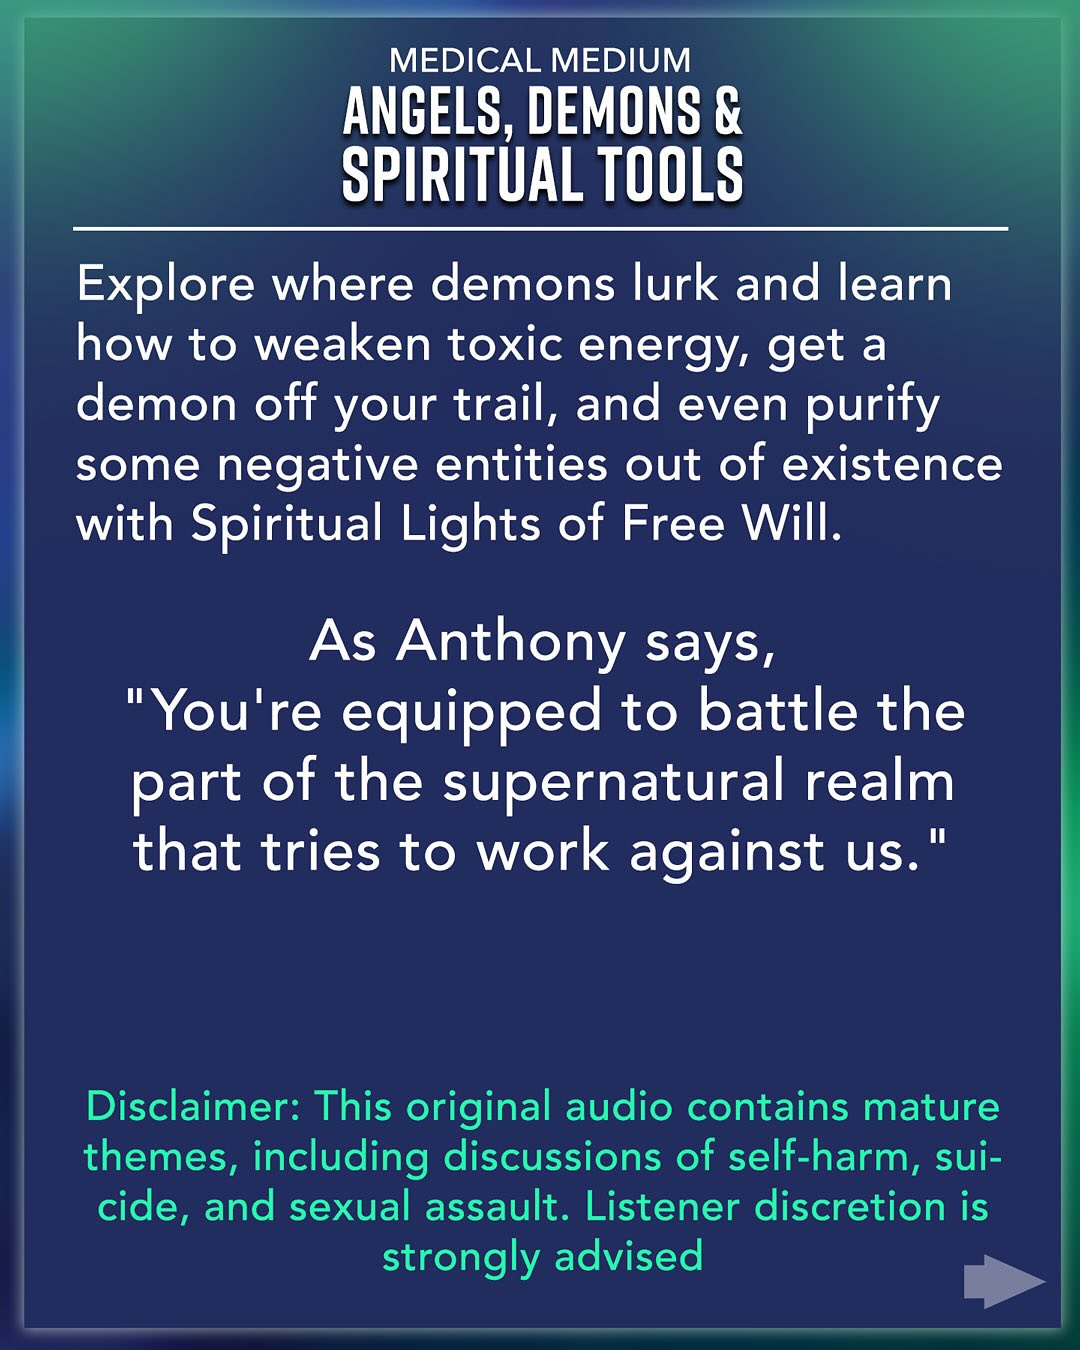 MEDICAL MEDIUM
ANGELS, DEMONS &
SPIRITUAL TOOLS
Explore where demons lurk and learn
how to weaken toxic energy, get a
demon off your trail, and even purify
some negative entities out of existence
with Spiritual Lights of Free Will.
As Anthony says,
"You're equipped to battle the
part of the supernatural realm
that tries to work against us."
Disclaimer: This original audio contains mature
themes, including discussions of self-harm, sui-
cide, and sexual assault. Listener discretion is
strongly advised